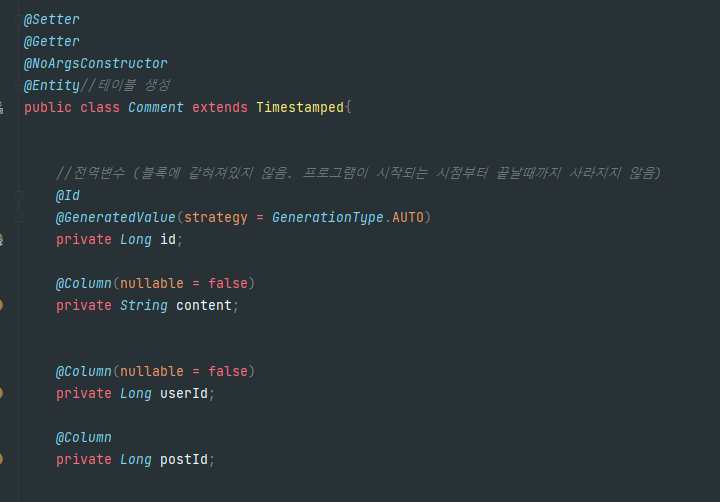 @Setter
@Getter
@NoArgsConstructor
@Entity//테이블 생성
public class Comment extends Timestamped{
//전역변수 (블록에 갇혀져있지 않음. 프로그램이 시작되는 시점부터 끝날때까지 사라지지 않음)
@Id
@GeneratedValue(strategy = GenerationType.AUTO)
private Long id;
@Column(nullable = false)
private String content;
@Column(nullable = false)
private Long userId;
@Column
private Long postId;